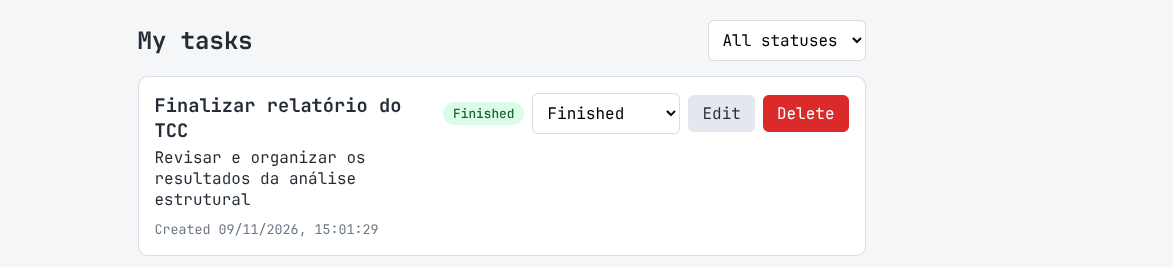 My tasks
All statuses
Finalizar relatório do
TCC
Finished
Finished
Edit
Delete
Revisar e organizar os
resultados da análise
estrutural
Created 09/11/2026, 15:01:29